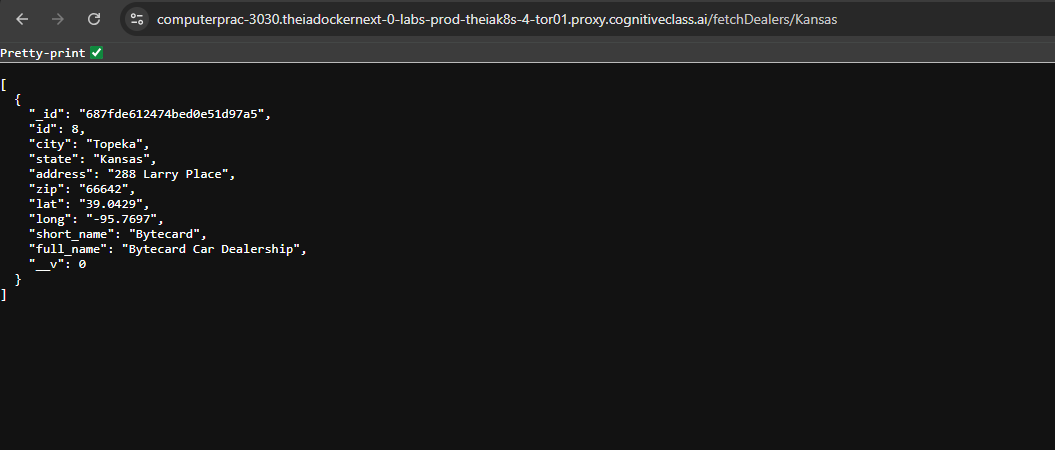 computerprac-3030.theiadockernext-0-labs-prod-theiak8s-4-tor01.proxy.cognitiveclass.ai/fetchDealers/Kansas
Pretty-print
[
  {
    "_id": "687fde612474bed0e51d97a5",
    "id": 8,
    "city": "Topeka",
    "state": "Kansas",
    "address": "288 Larry Place",
    "zip": "66642",
    "lat": "39.0429",
    "long": "-95.7697",
    "short_name": "Bytecard",
    "full_name": "Bytecard Car Dealership",
    "__v": 0
  }
]